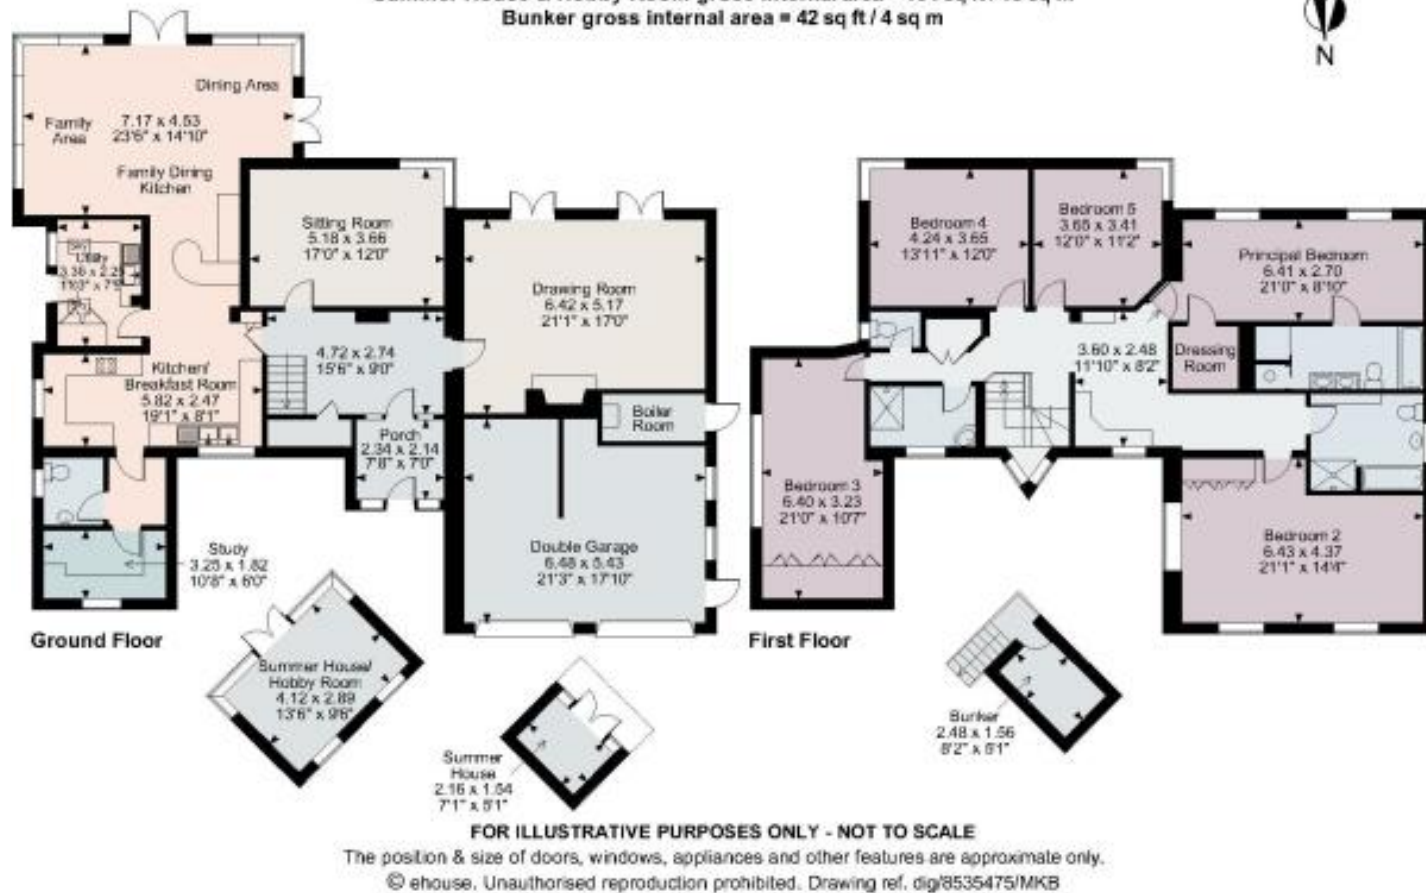 Bunker gross internal area = 42 sq ft / 4 sq m
N
Dining Area
Family
Area
7.17 x 4.53
23'6" x 14'10"
Family Dining
Kitchen
Utility
Sitting Room
5.18 x 3.66
17'0" x 12'0"
Drawing Room
6.42 x 5.17
21'1" x 17'0"
4.72 x 2.74
15'6" x 9'0"
Kitchen/
Breakfast Room
5.82 x 2.47
19'1" x 8'1"
Porch
2.34 x 2.14
7'8" x 7'0"
Boiler
Room
Study
3.25 x 1.82
10'8" x 6'0"
Double Garage
6.48 x 5.43
21'3" x 17'10"
Ground Floor
Bedroom 4
4.24 x 3.65
13'11" x 12'0"
Bedroom 5
3.65 x 3.41
12'0" x 11'2"
Principal Bedroom
6.41 x 2.70
21'0" x 8'10"
3.60 x 2.48
11'10" x 8'2"
Dressing
Room
Bedroom 3
6.40 x 3.23
21'0" x 10'7"
Bedroom 2
6.43 x 4.37
21'1" x 14'4"
First Floor
Summer House/
Hobby Room
4.12 x 2.89
13'6" x 9'6"
Summer
House
2.16 x 1.54
7'1" x 5'1"
Bunker
2.48 x 1.56
8'2" x 5'1"
FOR ILLUSTRATIVE PURPOSES ONLY - NOT TO SCALE
The position & size of doors, windows, appliances and other features are approximate only.
© ehouse. Unauthorised reproduction prohibited. Drawing ref. dig/8535475/MKB